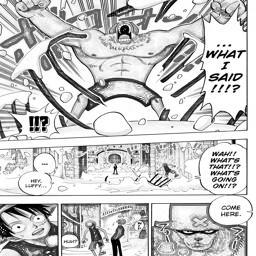 ...
WHAT
I
SAID
!!!?
!!?
WAH!!
WHAT'S
THAT!?
WHAT'S
GOING
ON!!?
...
HEY,
LUFFY...
COME
HERE.
HUH?